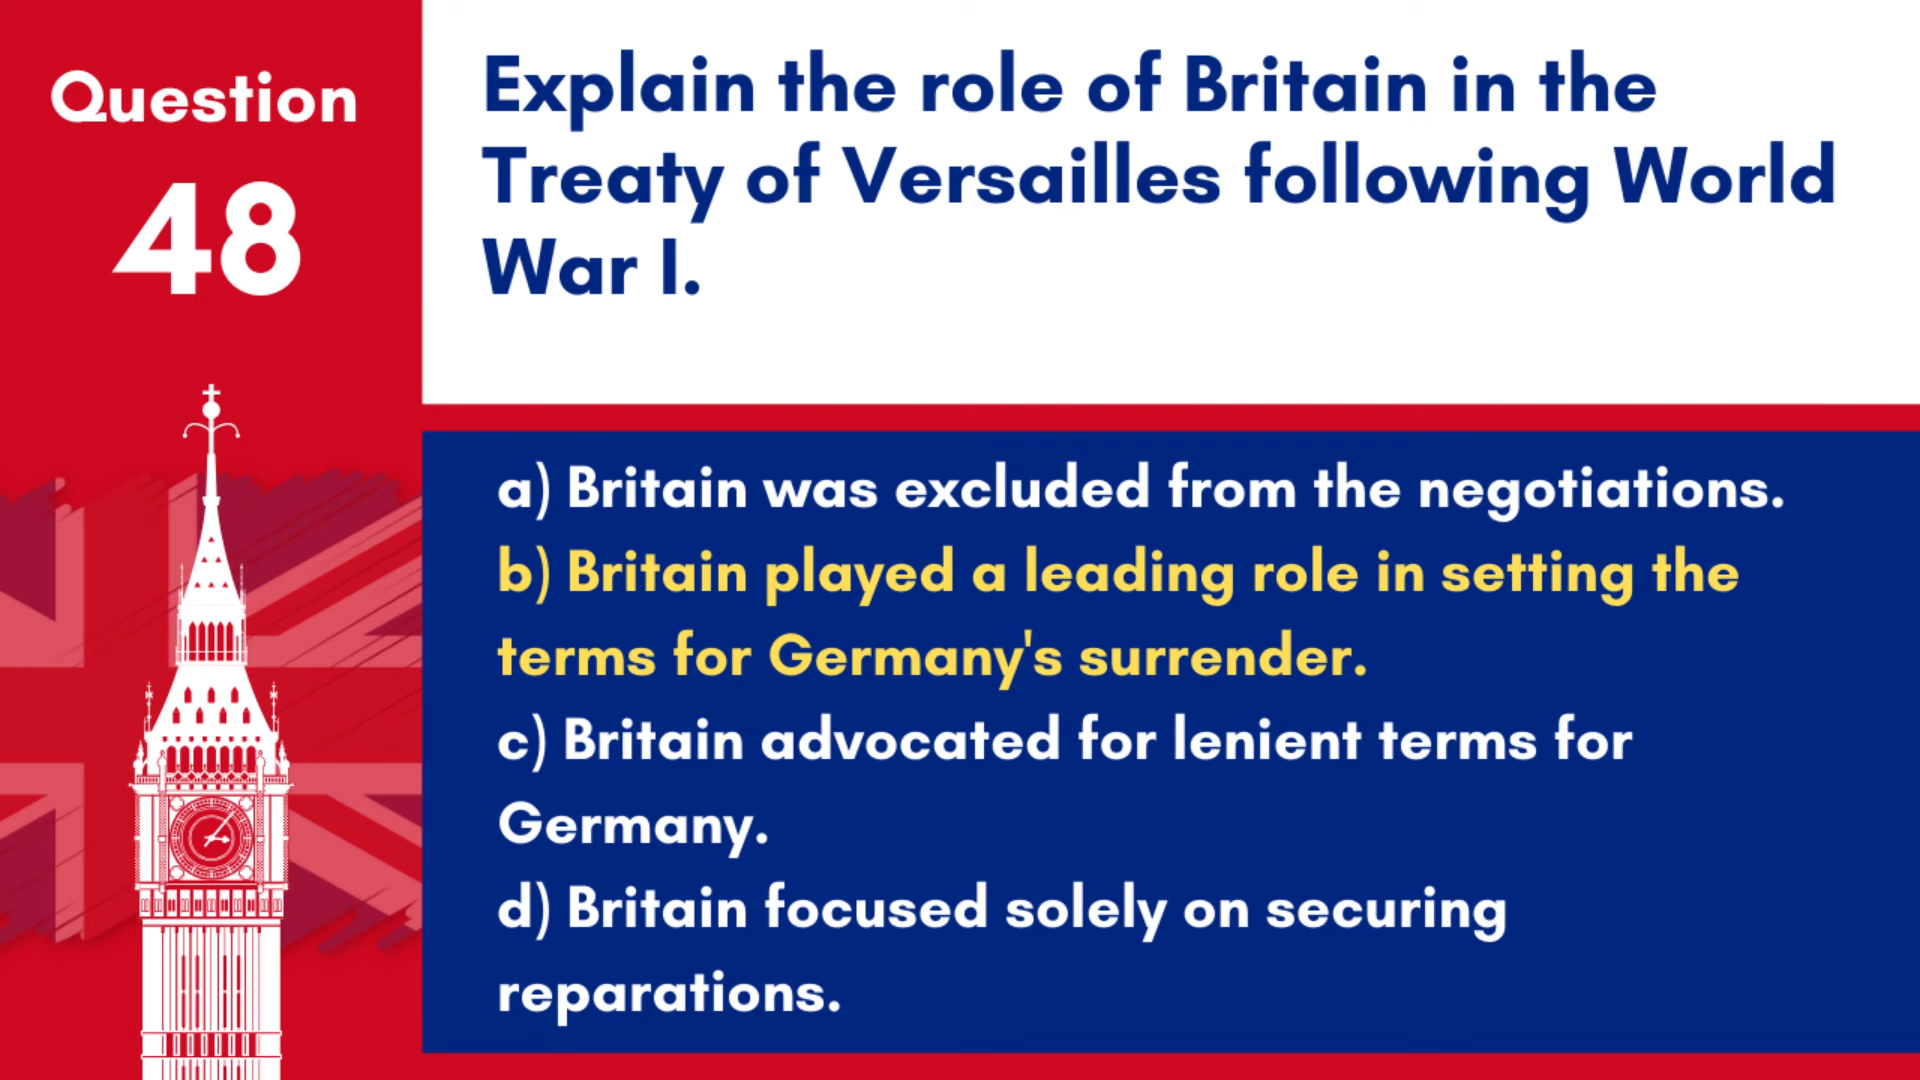 Question
48
Explain the role of Britain in the
Treaty of Versailles following World
War I.
a) Britain was excluded from the negotiations.
b) Britain played a leading role in setting the
terms for Germany's surrender.
c) Britain advocated for lenient terms for
Germany.
d) Britain focused solely on securing
reparations.